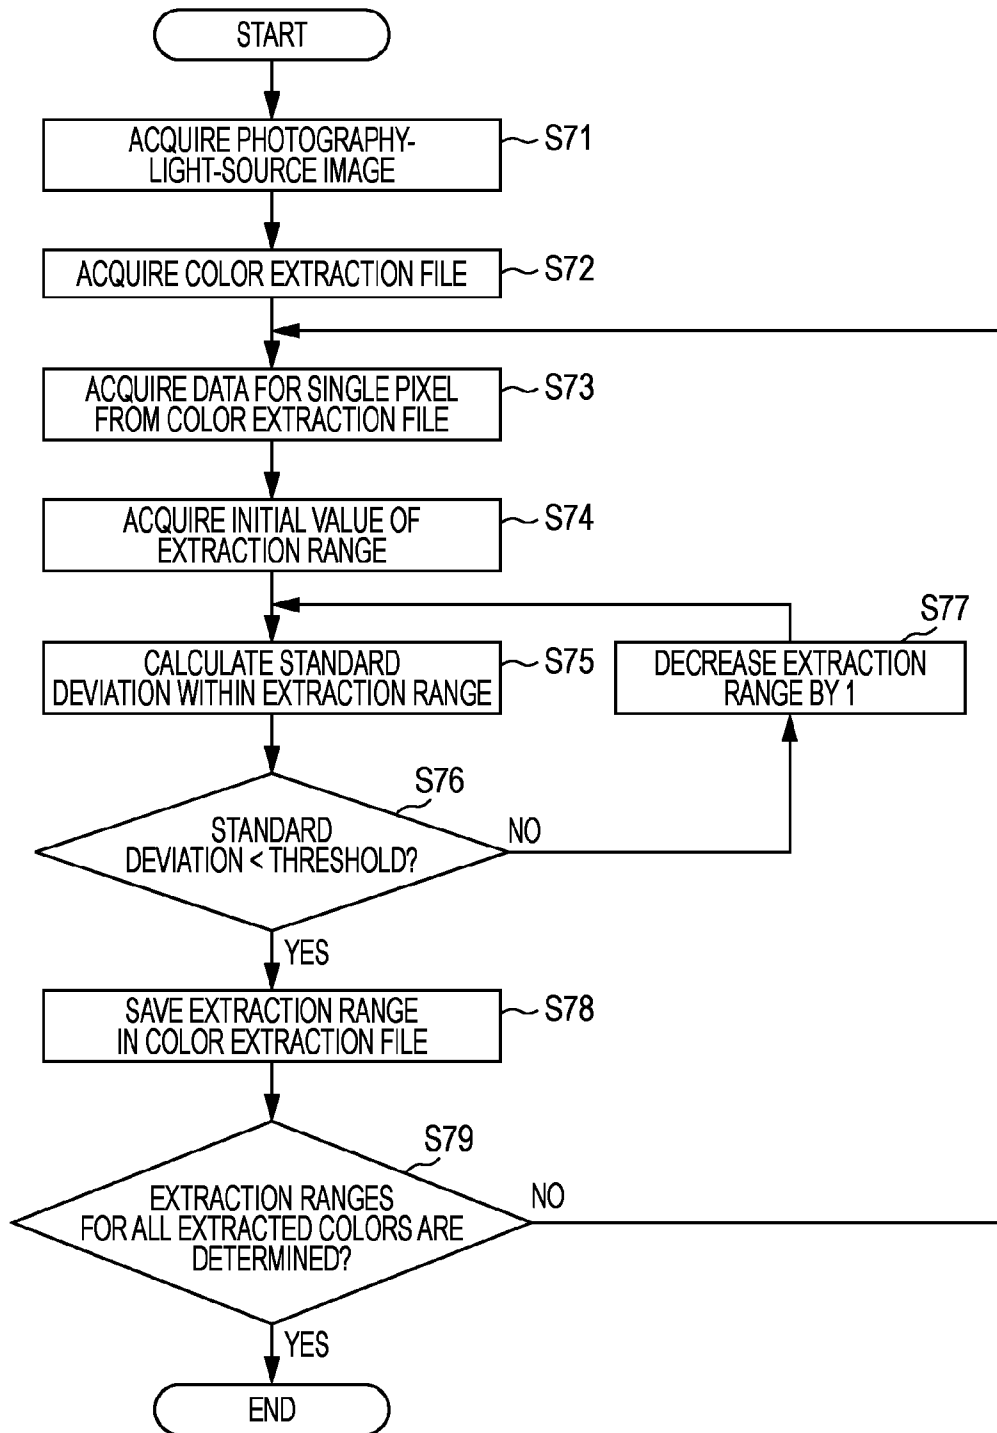 START
ACQUIRE PHOTOGRAPHY-
LIGHT-SOURCE IMAGE
S71
ACQUIRE COLOR EXTRACTION FILE
S72
ACQUIRE DATA FOR SINGLE PIXEL
FROM COLOR EXTRACTION FILE
S73
ACQUIRE INITIAL VALUE OF
EXTRACTION RANGE
S74
CALCULATE STANDARD
DEVIATION WITHIN EXTRACTION RANGE
S75
S77
DECREASE EXTRACTION
RANGE BY 1
S76
STANDARD
DEVIATION < THRESHOLD?
NO
YES
SAVE EXTRACTION RANGE
IN COLOR EXTRACTION FILE
S78
S79
EXTRACTION RANGES
FOR ALL EXTRACTED COLORS ARE
DETERMINED?
NO
YES
END